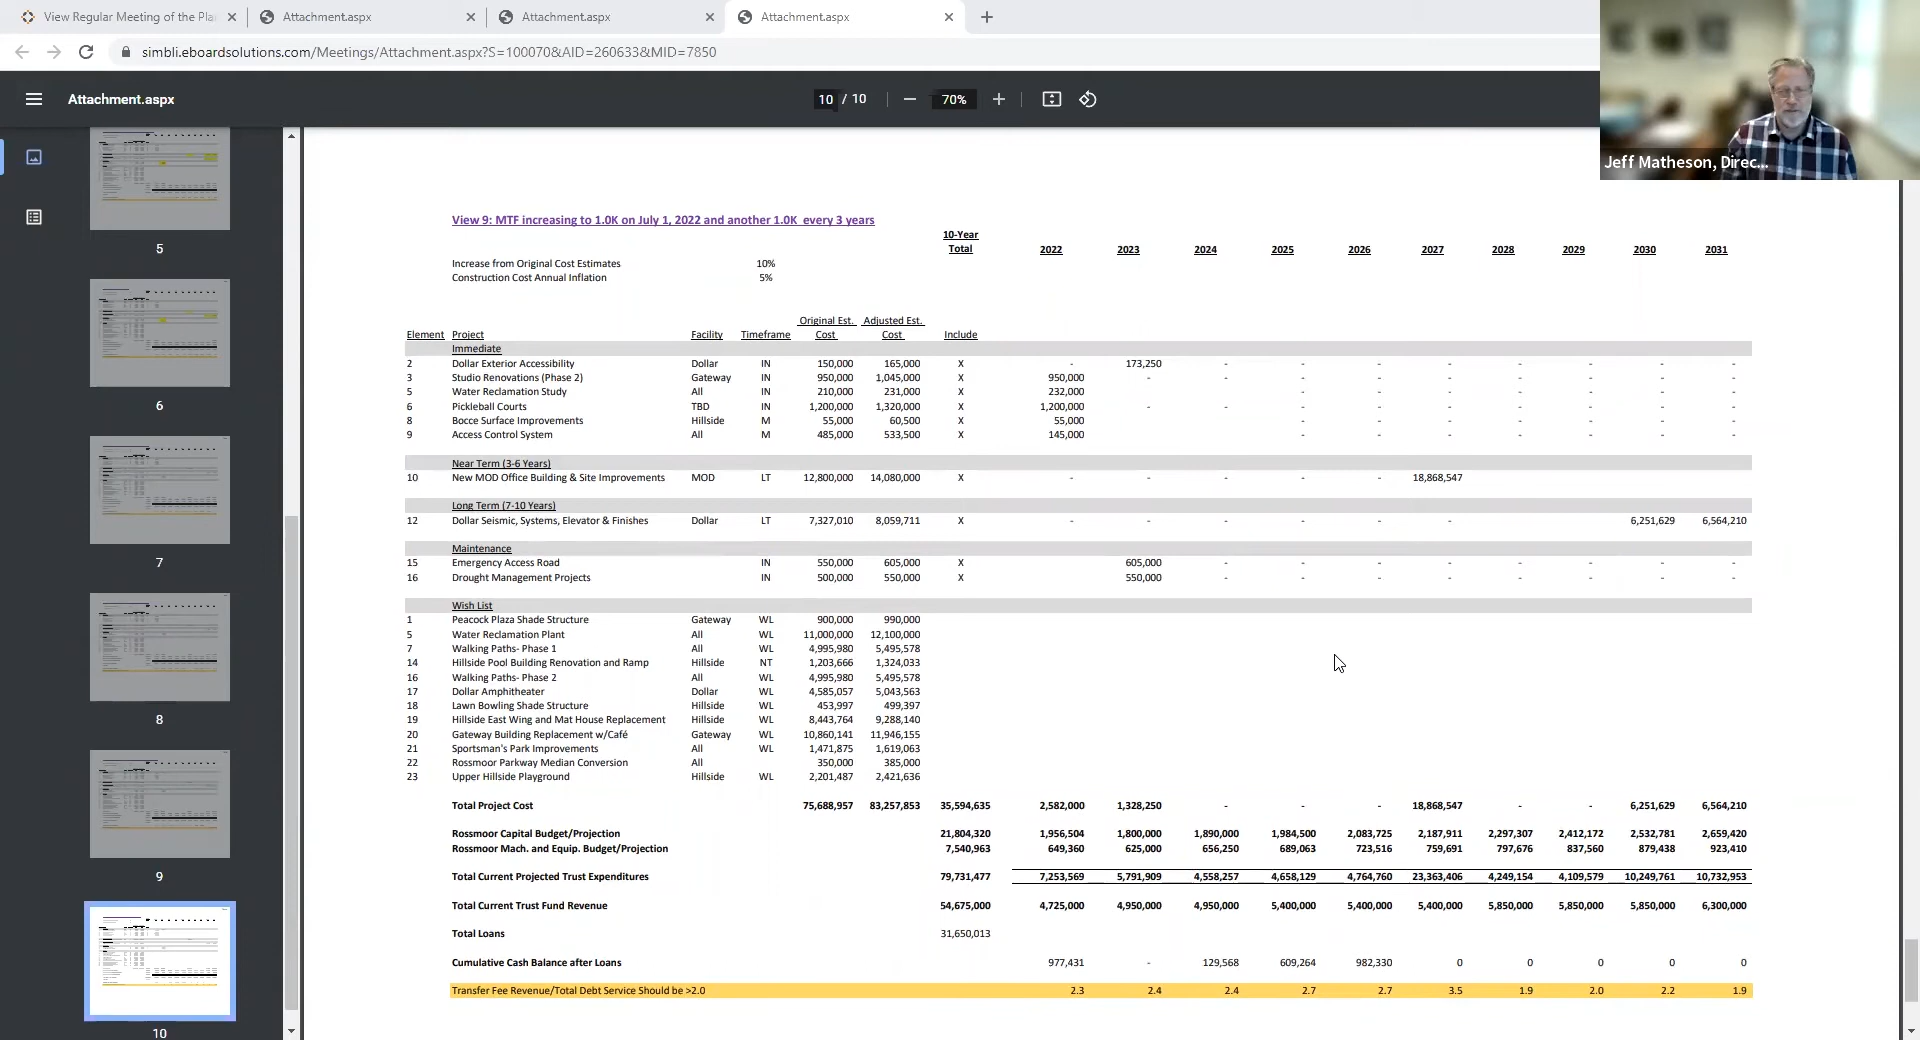 View Regular Meeting of the Pla
Attachment.aspx
Attachment.aspx
Attachment.aspx
simbli.eboardsolutions.com/Meetings/Attachment.aspx?S=100070&AID=260633&MID=7850
Attachment.aspx
10 / 10
70%
Jeff Matheson, Direc...
5
6
7
8
9
10
View 9: MTF increasing to 1.0K on July 1, 2022 and another 1.0K every 3 years
10-Year
Total 2022 2023 2024 2025 2026 2027 2028 2029 2030 2031
Increase from Original Cost Estimates 10%
Construction Cost Annual Inflation 5%
Original Est. Adjusted Est.
Element Project Facility Timeframe Cost Cost Include
Immediate
2 Dollar Exterior Accessibility Dollar IN 150,000 165,000 X - 173,250 - - - - - - - -
3 Studio Renovations (Phase 2) Gateway IN 950,000 1,045,000 X 950,000 - - - - - - - - -
5 Water Reclamation Study All IN 210,000 231,000 X 232,000 - - - - - - -
6 Pickleball Courts TBD IN 1,200,000 1,320,000 X 1,200,000 - - - - - - - - -
8 Bocce Surface Improvements Hillside M 55,000 60,500 X 55,000 - - - - - - -
9 Access Control System All M 485,000 533,500 X 145,000 - - - - - - -
Near Term (3-6 Years)
10 New MOD Office Building & Site Improvements MOD LT 12,800,000 14,080,000 X - - - - - 18,868,547
Long Term (7-10 Years)
12 Dollar Seismic, Systems, Elevator & Finishes Dollar LT 7,327,010 8,059,711 X - - - - - - 6,251,629 6,564,210
Maintenance
15 Emergency Access Road IN 550,000 605,000 X 605,000 - - - - - - - -
16 Drought Management Projects IN 500,000 550,000 X 550,000 - - - - - - - -
Wish List
1 Peacock Plaza Shade Structure Gateway WL 900,000 990,000
5 Water Reclamation Plant All WL 11,000,000 12,100,000
7 Walking Paths- Phase 1 All WL 4,995,980 5,495,578
14 Hillside Pool Building Renovation and Ramp Hillside NT 1,203,666 1,324,033
16 Walking Paths- Phase 2 All WL 4,995,980 5,495,578
17 Dollar Amphitheater Dollar WL 4,585,057 5,043,563
18 Lawn Bowling Shade Structure Hillside WL 453,997 499,397
19 Hillside East Wing and Mat House Replacement Hillside WL 8,443,764 9,288,140
20 Gateway Building Replacement w/Café Gateway WL 10,860,141 11,946,155
21 Sportsman's Park Improvements All WL 1,471,875 1,619,063
22 Rossmoor Parkway Median Conversion All 350,000 385,000
23 Upper Hillside Playground Hillside WL 2,201,487 2,421,636
Total Project Cost 75,688,957 83,257,853 35,594,635 2,582,000 1,328,250 - - - 18,868,547 - - 6,251,629 6,564,210
Rossmoor Capital Budget/Projection 21,804,320 1,956,504 1,800,000 1,890,000 1,984,500 2,083,725 2,187,911 2,297,307 2,412,172 2,532,781 2,659,420
Rossmoor Mach. and Equip. Budget/Projection 7,540,963 649,360 625,000 656,250 689,063 723,516 759,691 797,676 837,560 879,438 923,410
Total Current Projected Trust Expenditures 79,731,477 7,253,569 5,791,909 4,558,257 4,658,129 4,764,760 23,363,406 4,249,154 4,109,579 10,249,761 10,732,953
Total Current Trust Fund Revenue 54,675,000 4,725,000 4,950,000 4,950,000 5,400,000 5,400,000 5,400,000 5,850,000 5,850,000 5,850,000 6,300,000
Total Loans 31,650,013
Cumulative Cash Balance after Loans 977,431 - 129,568 609,264 982,330 0 0 0 0 0
Transfer Fee Revenue/Total Debt Service Should be >2.0 2.3 2.4 2.4 2.7 2.7 3.5 1.9 2.0 2.2 1.9